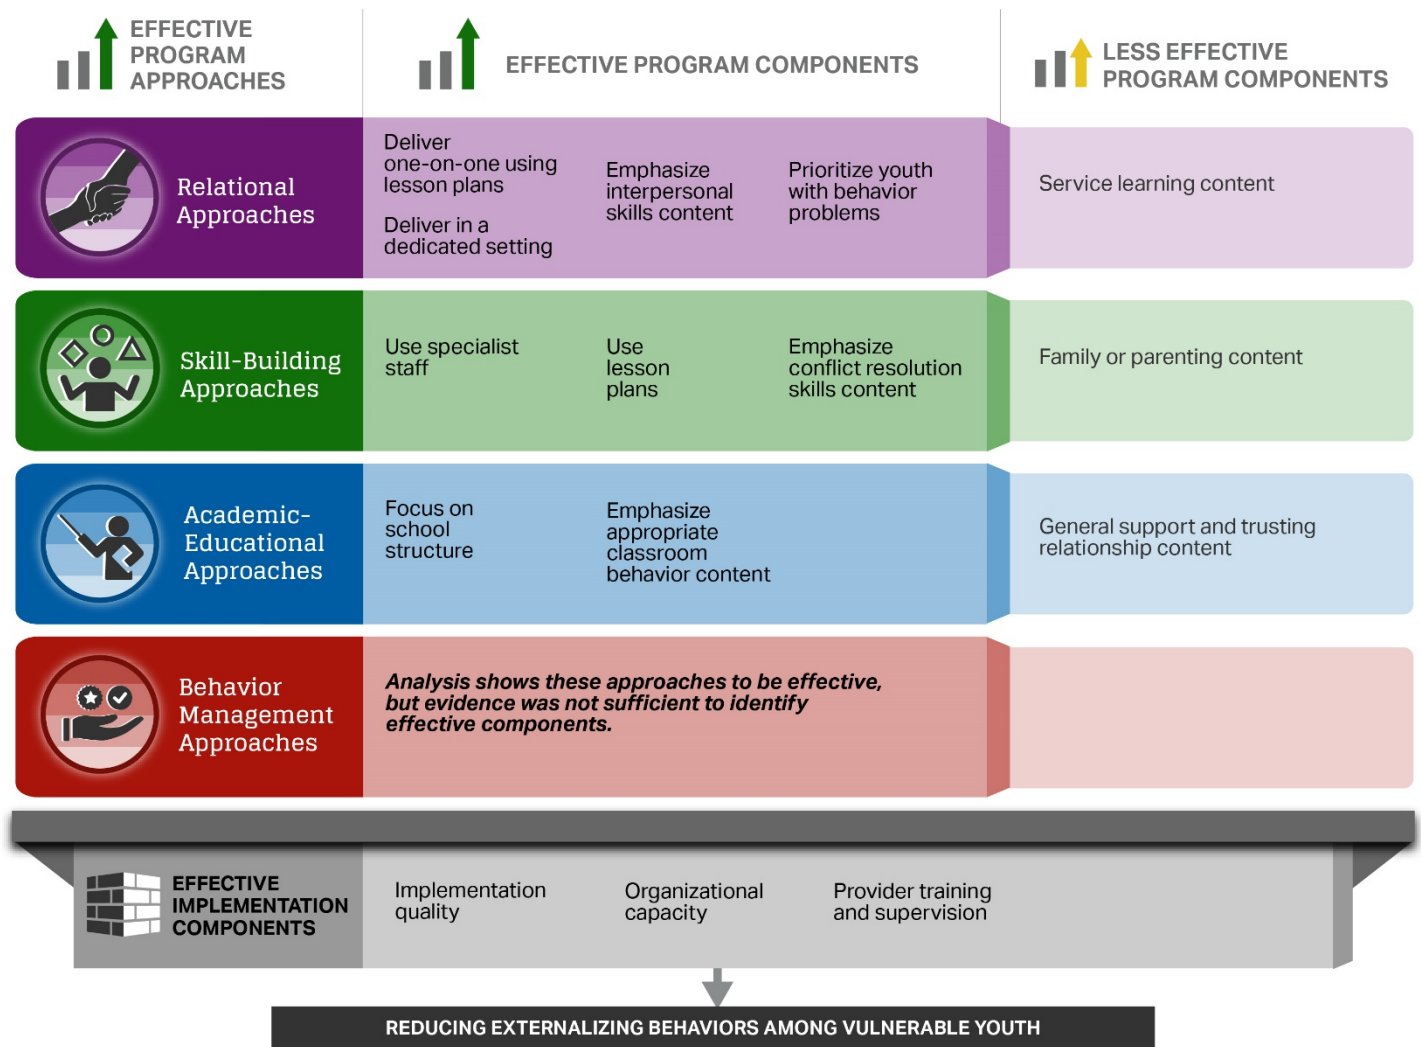 EFFECTIVE
PROGRAM
APPROACHES
EFFECTIVE PROGRAM COMPONENTS
LESS EFFECTIVE
PROGRAM COMPONENTS
Relational
Approaches
Deliver
one-on-one using
lesson plans
Deliver in a
dedicated setting
Emphasize
interpersonal
skills content
Prioritize youth
with behavior
problems
Service learning content
Skill-Building
Approaches
Use specialist
staff
Use
lesson
plans
Emphasize
conflict resolution
skills content
Family or parenting content
Academic-
Educational
Approaches
Focus on
school
structure
Emphasize
appropriate
classroom
behavior content
General support and trusting
relationship content
Behavior
Management
Approaches
Analysis shows these approaches to be effective,
but evidence was not sufficient to identify
effective components.
EFFECTIVE
IMPLEMENTATION
COMPONENTS
Implementation
quality
Organizational
capacity
Provider training
and supervision
REDUCING EXTERNALIZING BEHAVIORS AMONG VULNERABLE YOUTH